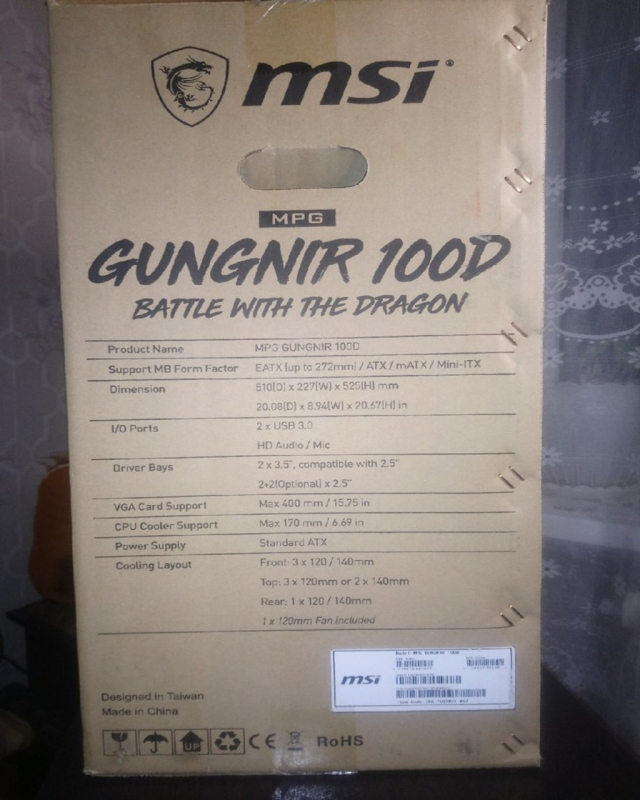 msi
MPG
GUNGNIR 100D
BATTLE WITH THE DRAGON
Product Name MPG GUNGNIR 100D
Support MB Form Factor EATX (up to 272mm) / ATX / mATX / Mini-ITX
Dimension 510(D) x 227(W) x 525(H) mm
20.08(D) x 8.94(W) x 20.67(H) in
I/O Ports 2 x USB 3.0
HD Audio / Mic
Driver Bays 2 x 3.5", compatible with 2.5"
2+2(Optional) x 2.5"
VGA Card Support Max 400 mm / 15.75 in
CPU Cooler Support Max 170 mm / 6.69 in
Power Supply Standard ATX
Cooling Layout Front: 3 x 120 / 140mm
Top: 3 x 120mm or 2 x 140mm
Rear: 1 x 120 / 140mm
1 x 120mm Fan included
msi
MPG GUNGNIR 100D
Designed in Taiwan
Made in China
UP CE RoHS